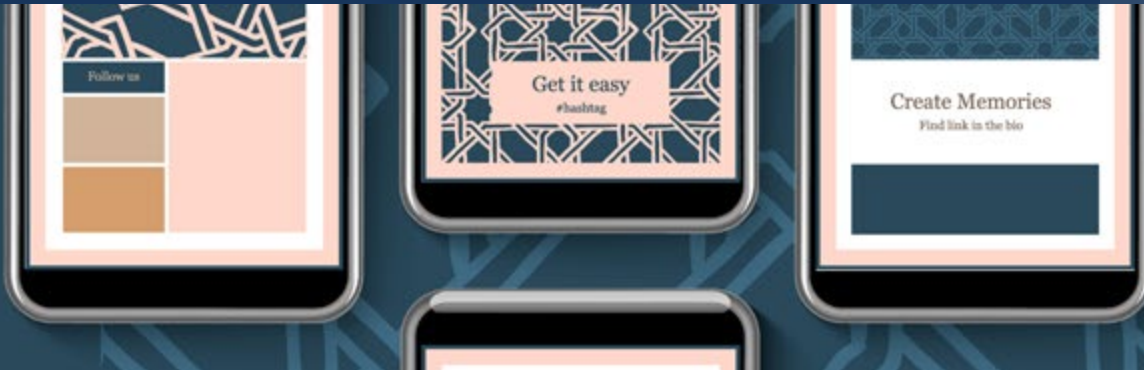 Follow us
Get it easy
#hashtag
Create Memories
Find link in the bio